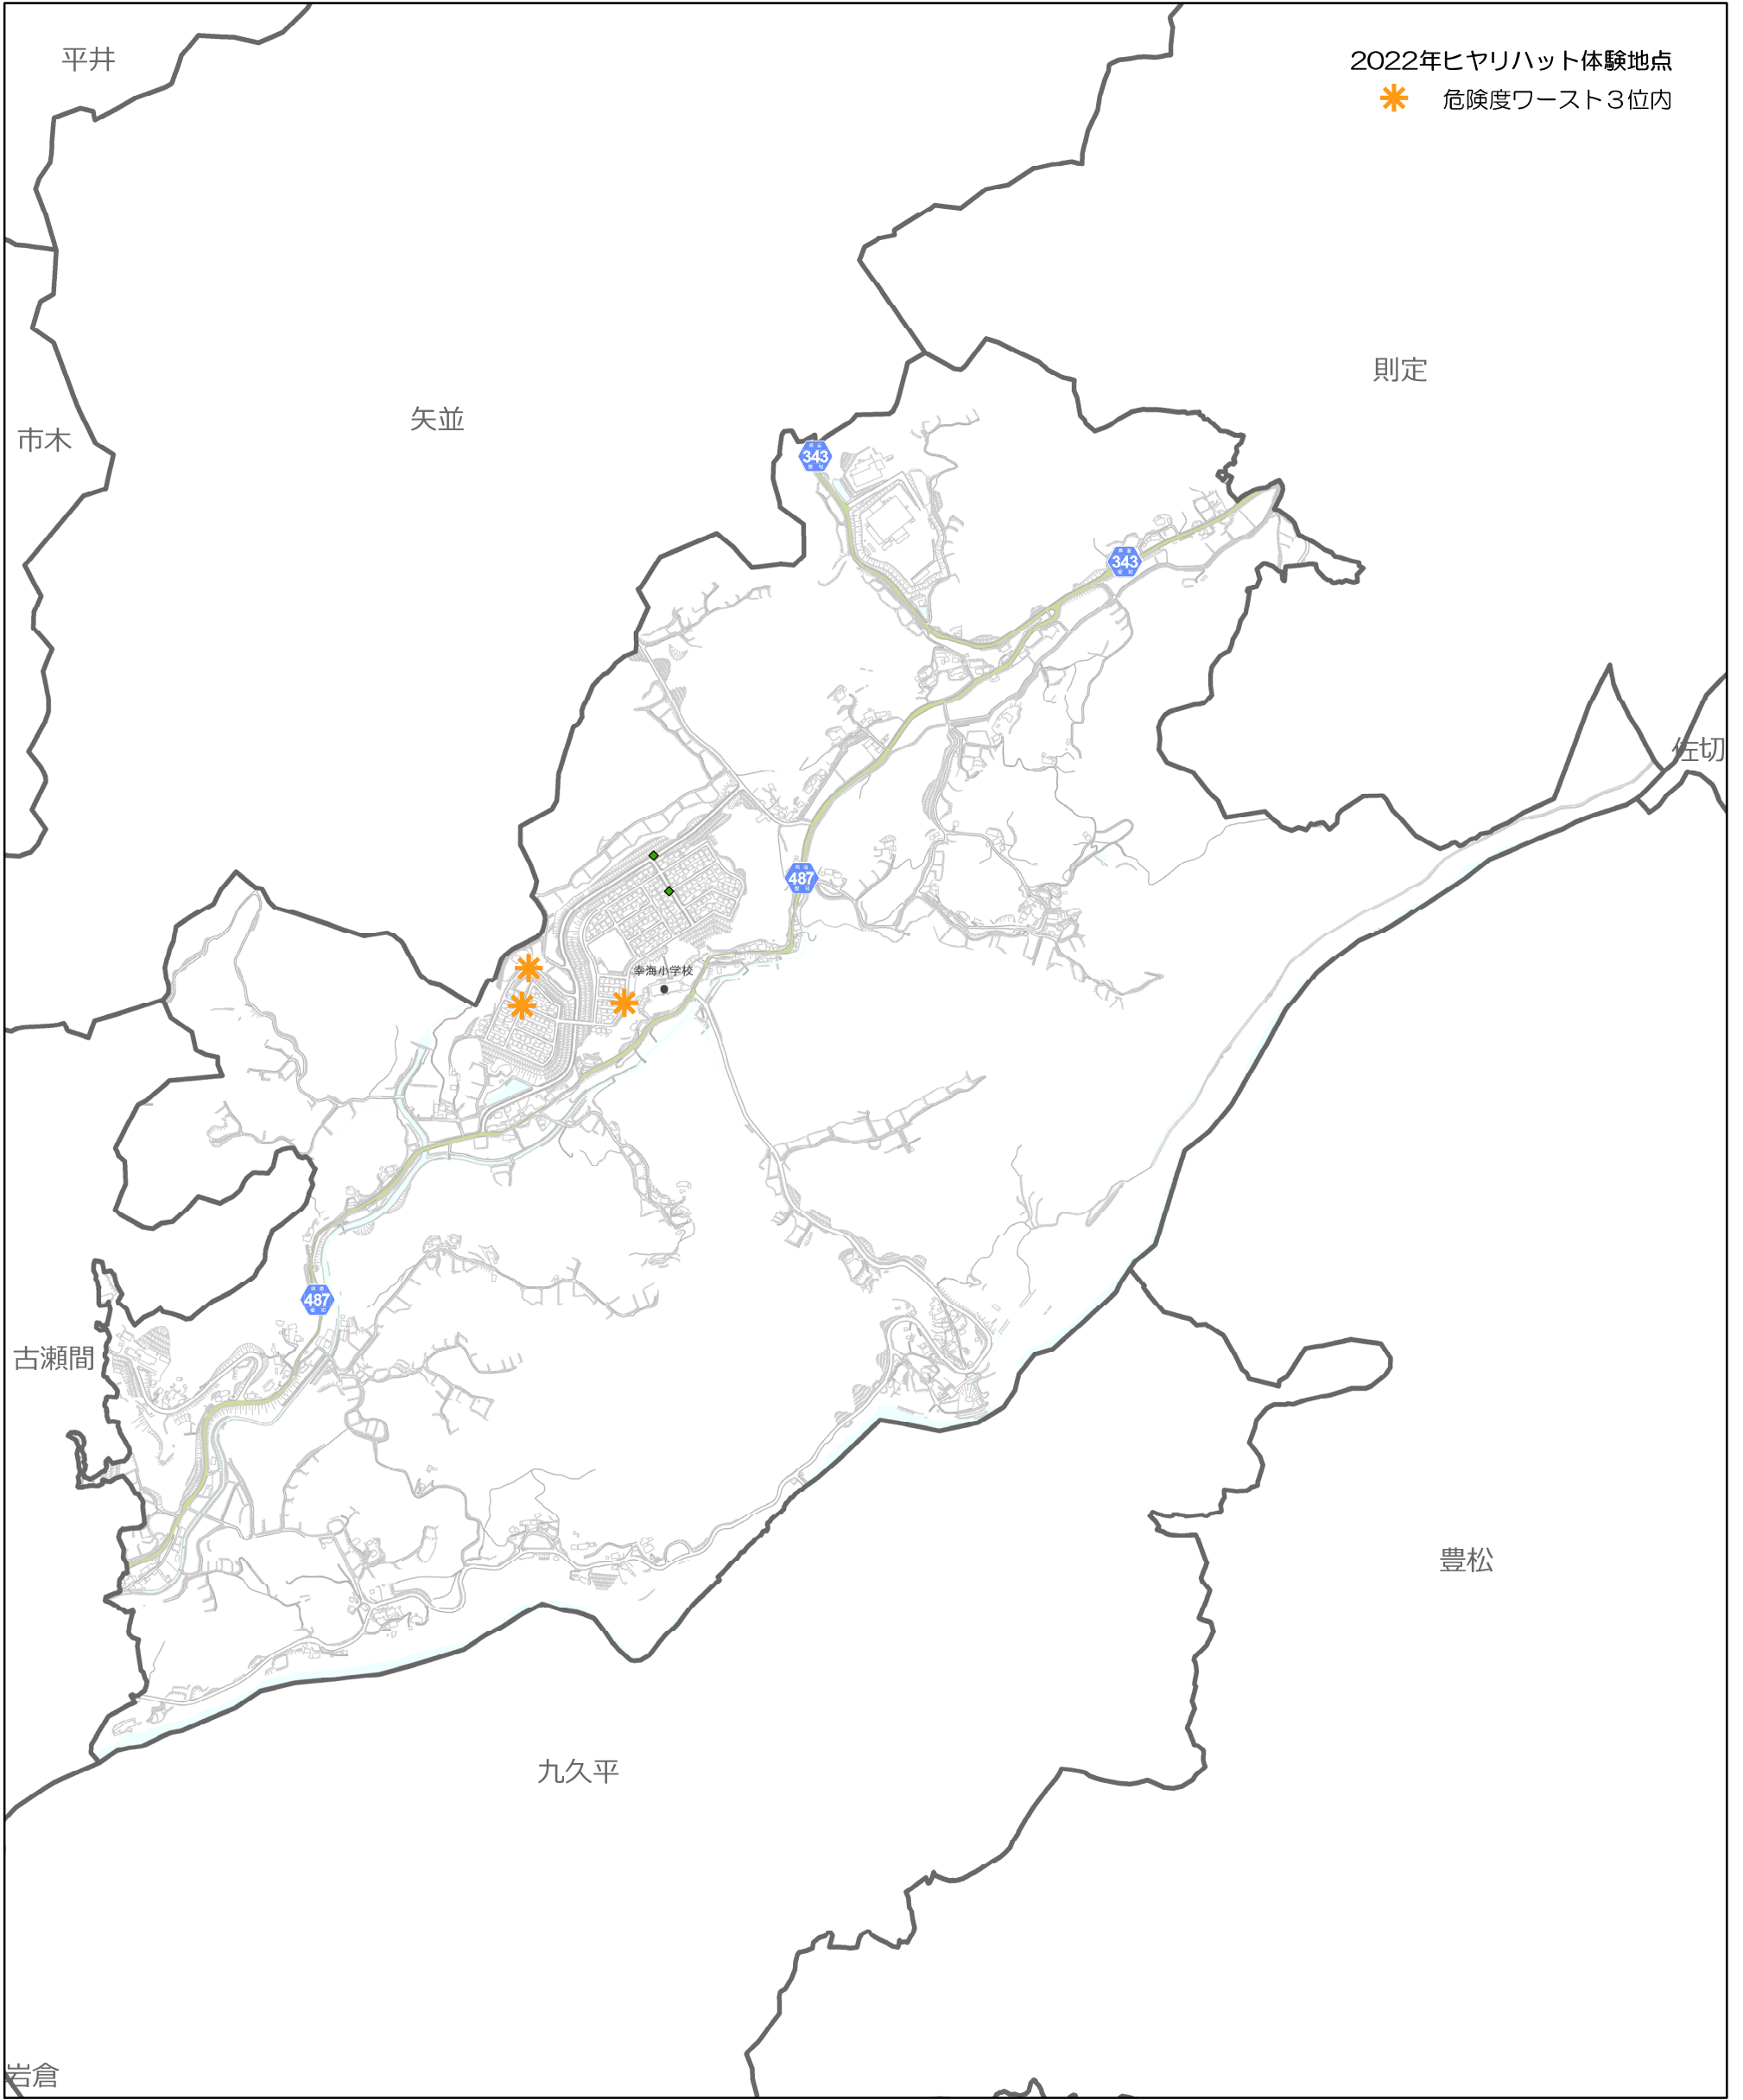 平井
2022年ヒヤリハット体験地点
危険度ワースト３位内
則定
矢並
市木
343
343
佐切
487
幸海小学校
487
古瀬間
豊松
九久平
岩倉